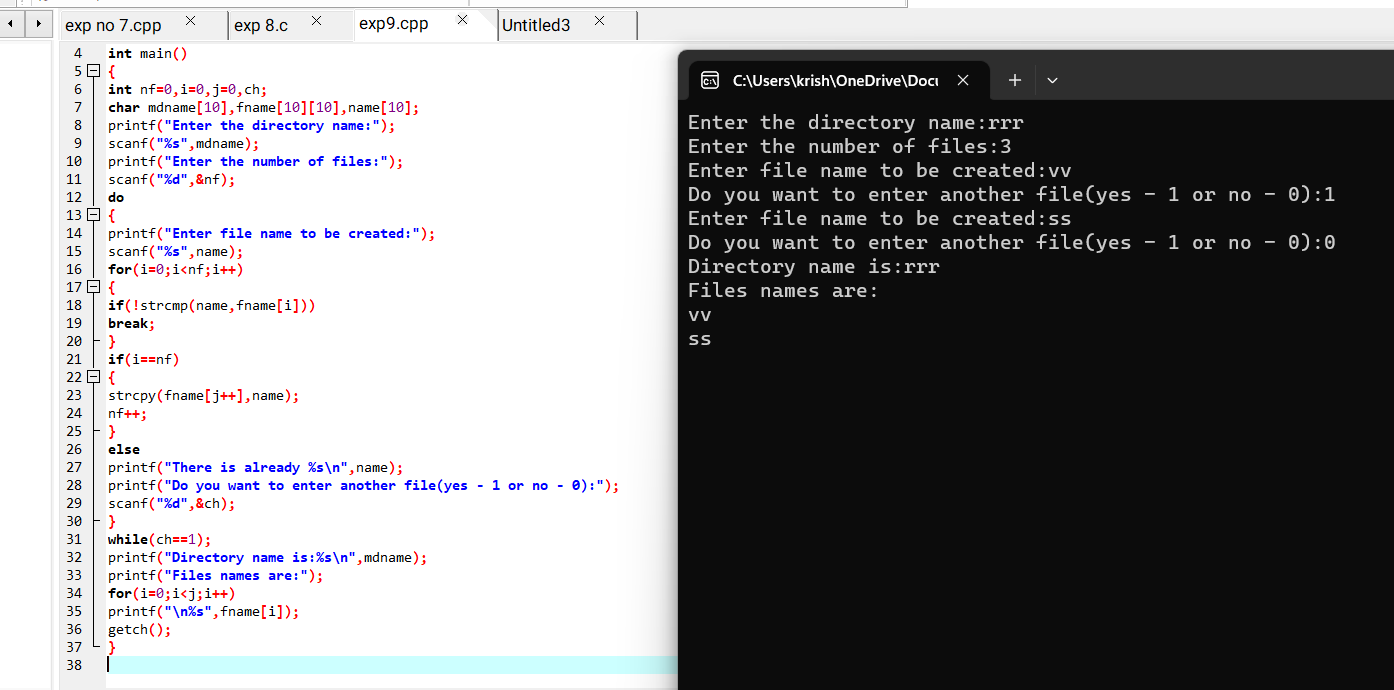 exp no 7.cpp
exp 8.c
exp9.cpp
Untitled3
4 int main()
5 {
6 int nf=0,i=0,j=0,ch;
7 char mdname[10],fname[10][10],name[10];
8 printf("Enter the directory name:");
9 scanf("%s",mdname);
10 printf("Enter the number of files:");
11 scanf("%d",&nf);
12 do
13 {
14 printf("Enter file name to be created:");
15 scanf("%s",name);
16 for(i=0;i<nf;i++)
17 {
18 if(!strcmp(name,fname[i]))
19 break;
20 }
21 if(i==nf)
22 {
23 strcpy(fname[j++],name);
24 nf++;
25 }
26 else
27 printf("There is already %s\n",name);
28 printf("Do you want to enter another file(yes - 1 or no - 0):");
29 scanf("%d",&ch);
30 }
31 while(ch==1);
32 printf("Directory name is:%s\n",mdname);
33 printf("Files names are:");
34 for(i=0;i<j;i++)
35 printf("\n%s",fname[i]);
36 getch();
37 }
38
C:\Users\krish\OneDrive\Docu
Enter the directory name:rrr
Enter the number of files:3
Enter file name to be created:vv
Do you want to enter another file(yes - 1 or no - 0):1
Enter file name to be created:ss
Do you want to enter another file(yes - 1 or no - 0):0
Directory name is:rrr
Files names are:
vv
ss